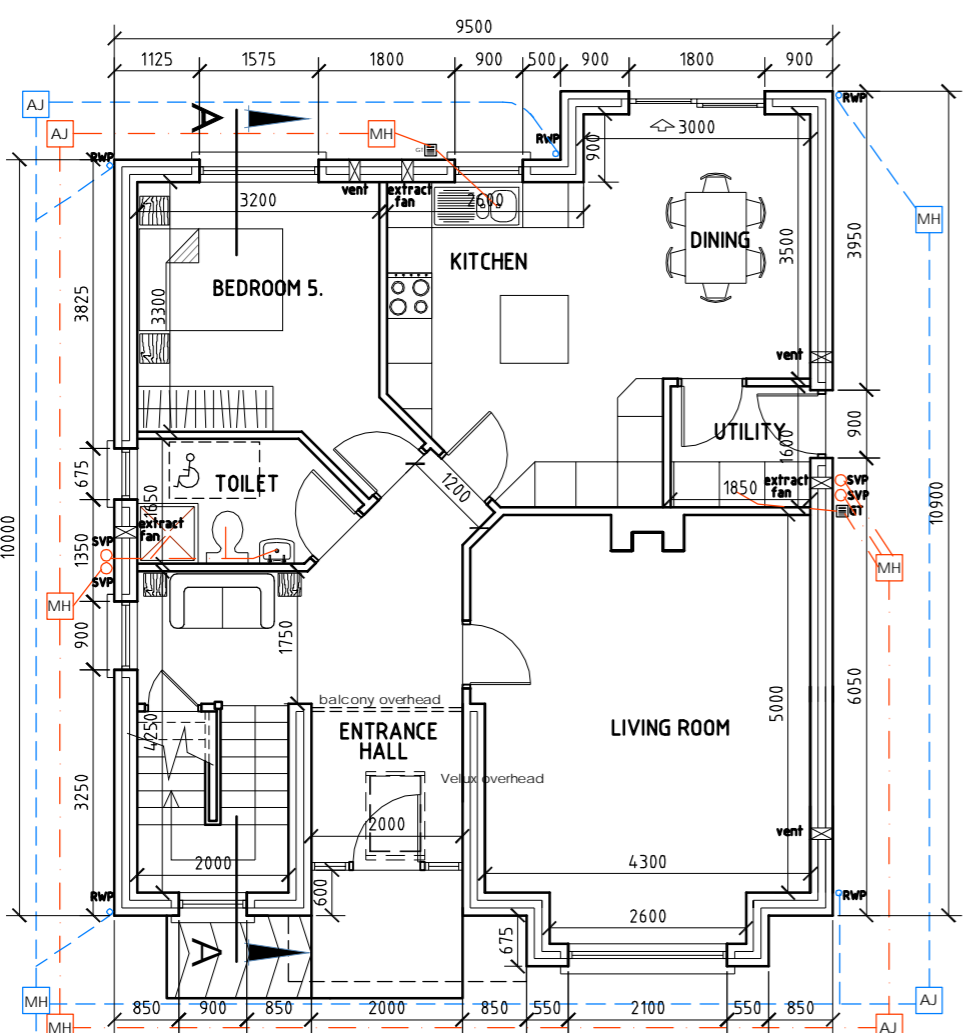 9500
1125 1575 1800 900 500 900 1800 900
AJ
AJ
A
MH
GT
RWP
RWP
RWP
3000
900
vent
extract
fan
2600
3200
MH
DINING
KITCHEN
3500
3950
BEDROOM 5.
3300
3825
vent
UTILITY
1600
900
675
TOILET
1650
1200
1850
extract
fan
SVP
SVP
GT
10900
10000
extract
fan
SVP
SVP
1350
MH
MH
900
1750
balcony overhead
ENTRANCE
HALL
LIVING ROOM
5000
6050
4250
Velux overhead
3250
2000
vent
2000
4300
600
RWP
RWP
2600
675
A
MH
AJ
850 900 850 2000 850 550 2100 550 850
MH
AJ